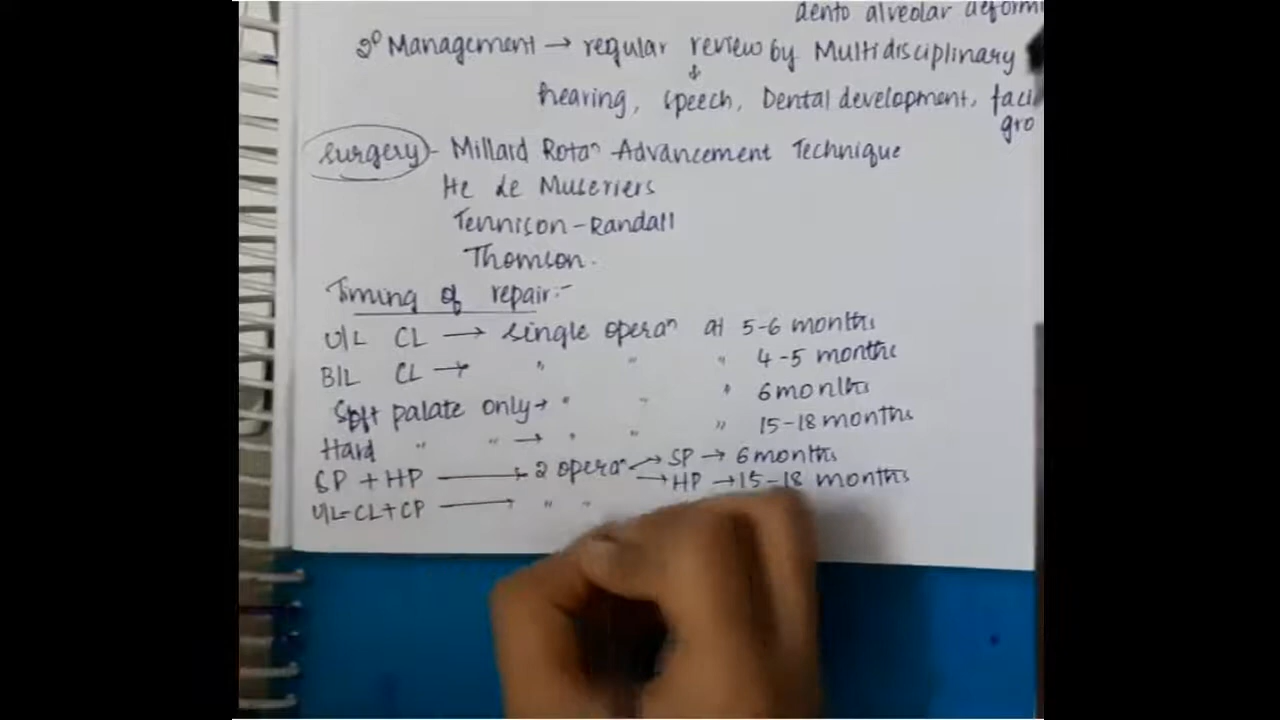 dento alveolar deformi
2° Management → regular review by Multidisciplinary
↓
hearing, speech, Dental development, faci
gro
Surgery - Millard Rotaⁿ Advancement Technique
He de Museriers
Tennison-Randall
Thomson.
Timing of repair:-
U/L CL → single operaⁿ at 5-6 months
B/L CL → " " " 4-5 months
Soft palate only → " " " 6 months
Hard " " → " " " 15-18 months
SP + HP → 2 operaⁿ → SP → 6 months
→ HP → 15-18 months
U/L-CL+CP → " "